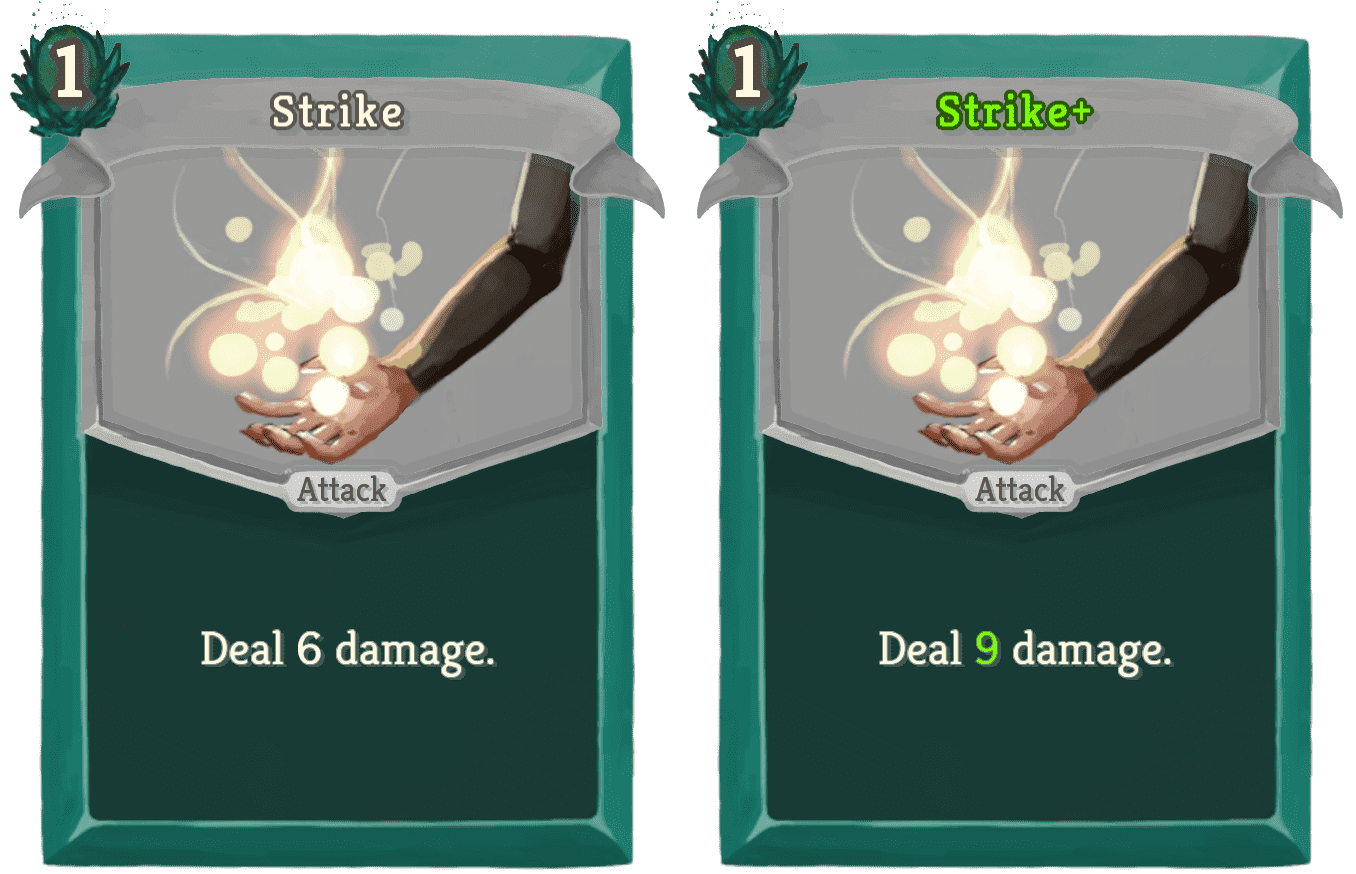 1
Strike
Attack
Deal 6 damage.
1
Strike+
Attack
Deal 9 damage.